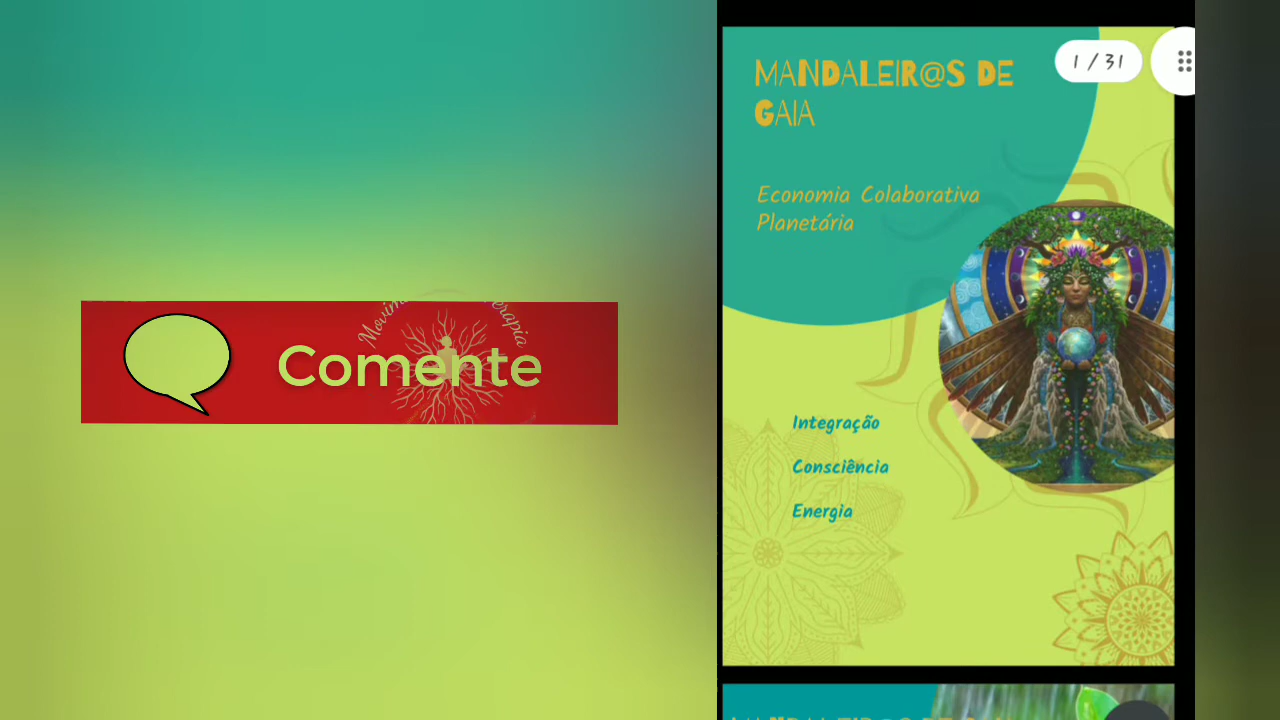 Comente
MANDALEIR@S DE
GAIA
1 / 31
Economia Colaborativa
Planetária
Integração
Consciência
Energia